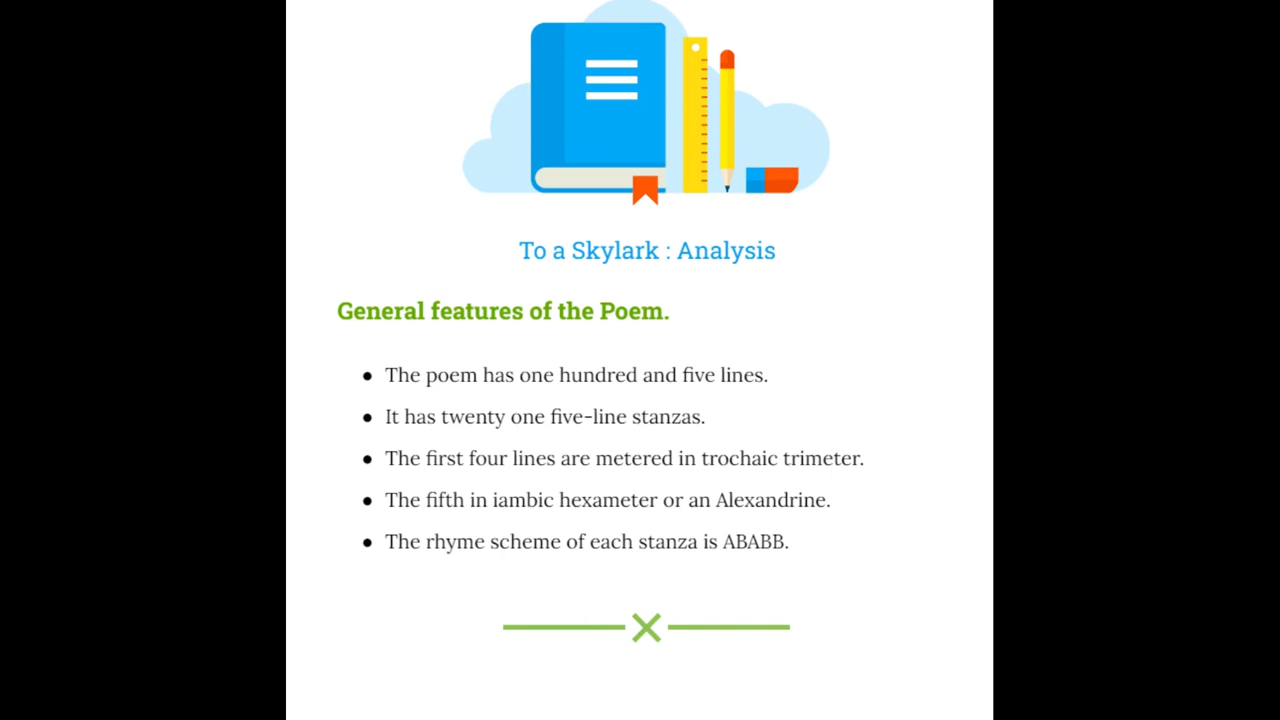 To a Skylark : Analysis
General features of the Poem.
● The poem has one hundred and five lines.
● It has twenty one five-line stanzas.
● The first four lines are metered in trochaic trimeter.
● The fifth in iambic hexameter or an Alexandrine.
● The rhyme scheme of each stanza is ABABB.